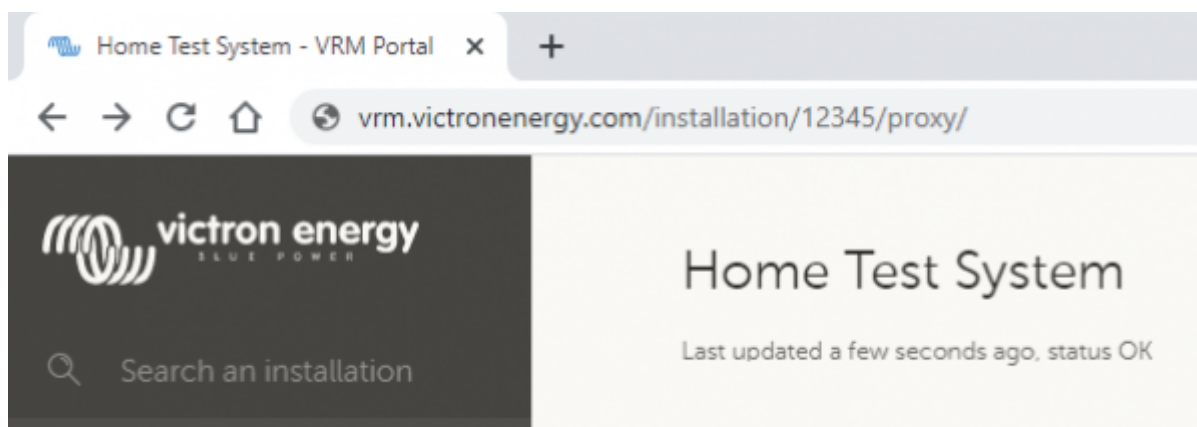 Home Test System - VRM Portal
vrm.victronenergy.com/installation/12345/proxy/
victron energy
BLUE POWER
Home Test System
Last updated a few seconds ago, status OK
Search an installation